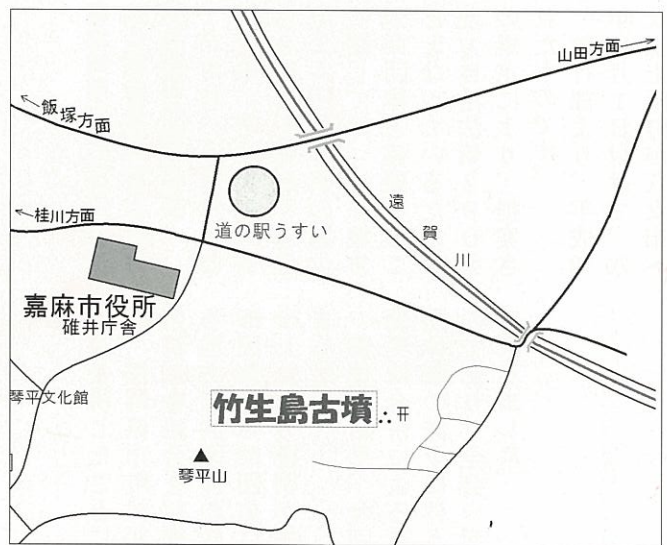 山田方面
飯塚方面
桂川方面
道の駅うすい
遠賀川
嘉麻市役所
碓井庁舎
琴平文化館
竹生島古墳
琴平山